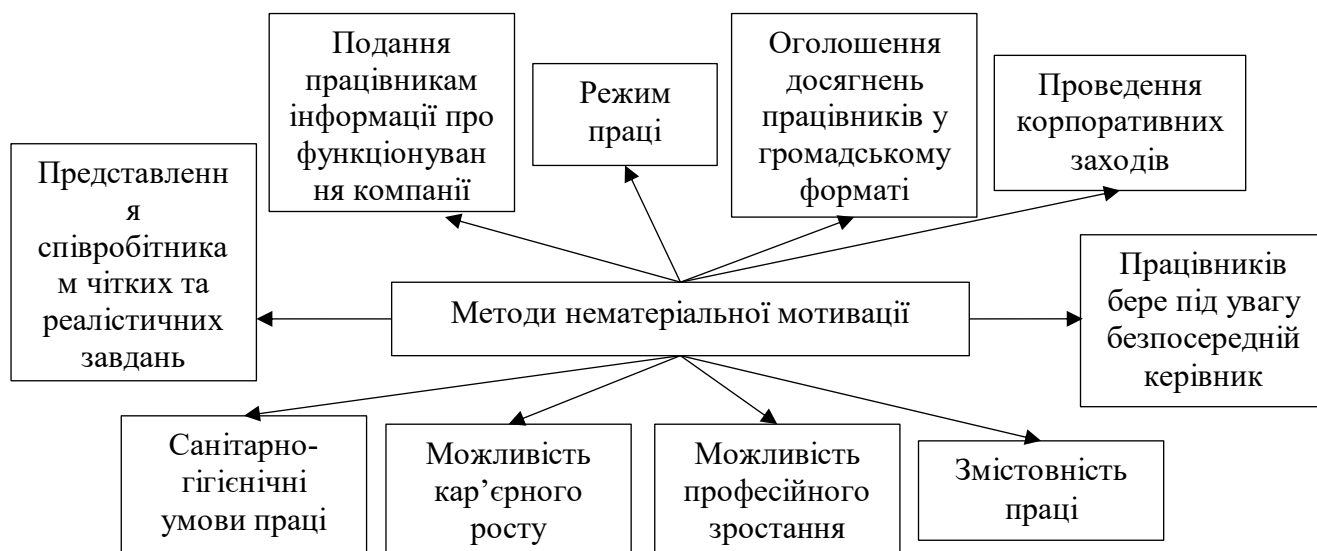 Подання
працівникам
інформації про
функціонуван
ня компанії
Режим
праці
Оголошення
досягнень
працівників у
громадському
форматі
Проведення
корпоративних
заходів
Представленн
я
співробітника
м чітких та
реалістичних
завдань
Методи нематеріальної мотивації
Працівників
бере під увагу
безпосередній
керівник
Санітарно-
гігієнічні
умови праці
Можливість
кар’єрного
росту
Можливість
професійного
зростання
Змістовність
праці